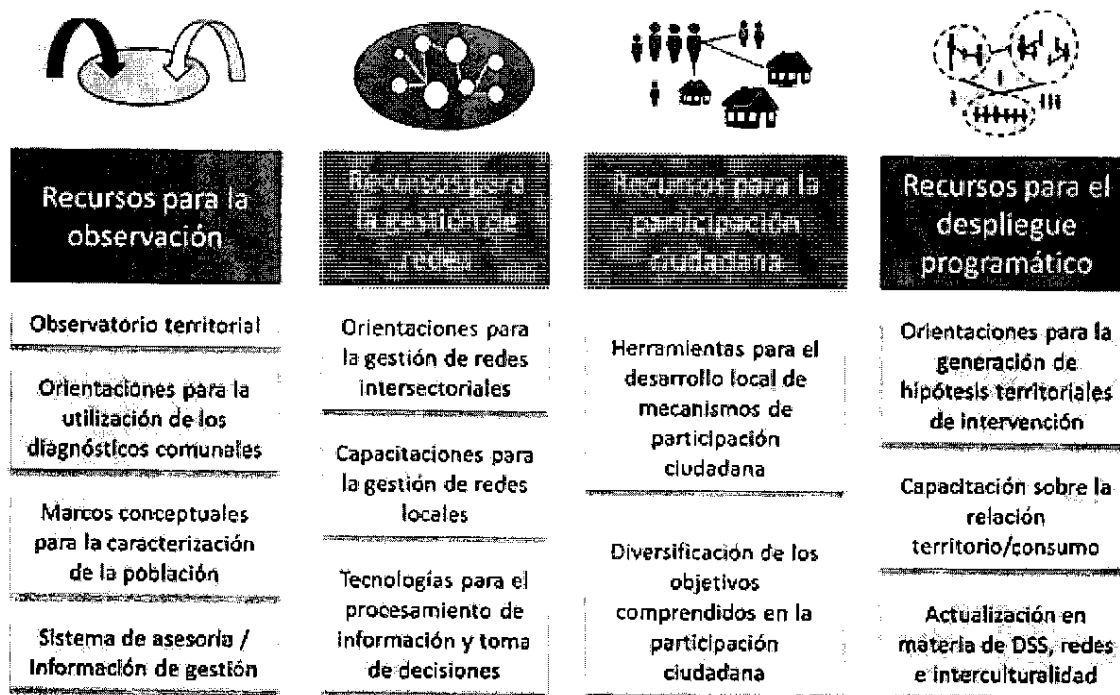 Recursos para la
observación
Observatorio territorial
Orientaciones para la
utilización de los
diagnósticos comunales
Marcos conceptuales
para la caracterización
de la población
Sistema de asesoría /
Información de gestión
Recursos para
la gestión de
redes
Orientaciones para
la gestión de redes
intersectoriales
Capacitaciones para
la gestión de redes
locales
Tecnologías para el
procesamiento de
información y toma
de decisiones
Recursos para la
participación
ciudadana
Herramientas para el
desarrollo local de
mecanismos de
participación
ciudadana
Diversificación de los
objetivos
comprendidos en la
participación
ciudadana
Recursos para el
despliegue
programático
Orientaciones para la
generación de
hipótesis territoriales
de intervención
Capacitación sobre la
relación
territorio/consumo
Actualización en
materia de DSS, redes
e interculturalidad